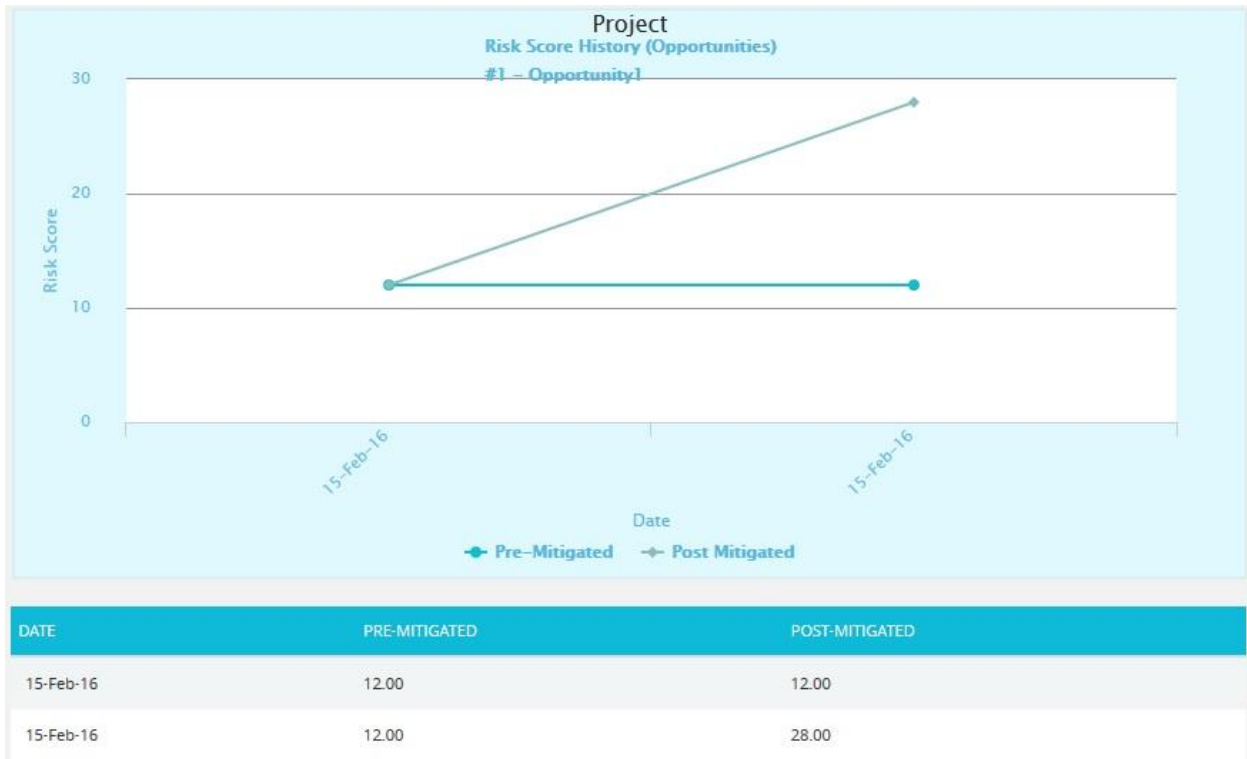 Project
Risk Score History (Opportunities)
#1 - Opportunity1
30
20
10
0
Risk Score
15-Feb-16
15-Feb-16
Date
Pre-Mitigated
Post Mitigated
DATE PRE-MITIGATED POST-MITIGATED
15-Feb-16 12.00 12.00
15-Feb-16 12.00 28.00